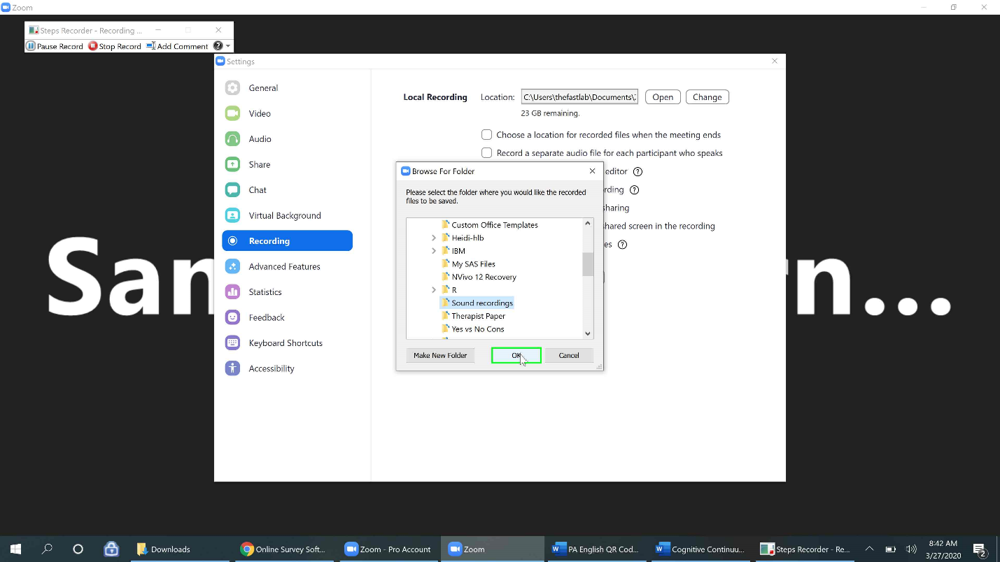 Zoom
Steps Recorder - Recording ...
Pause Record Stop Record Add Comment
Settings
General
Video
Audio
Share
Chat
Virtual Background
Recording
Advanced Features
Statistics
Feedback
Keyboard Shortcuts
Accessibility
Local Recording Location: C:\Users\thefastlab\Documents\ Open Change
23 GB remaining.
Choose a location for recorded files when the meeting ends
Record a separate audio file for each participant who speaks
editor ?
rding ?
sharing
shared screen in the recording
es ?
Browse For Folder
Please select the folder where you would like the recorded
files to be saved.
Custom Office Templates
Heidi-hlb
IBM
My SAS Files
NVivo 12 Recovery
R
Sound recordings
Therapist Paper
Yes vs No Cons
Make New Folder OK Cancel
San
rn...
Downloads Online Survey Soft... Zoom - Pro Account Zoom PA English QR Cod... Cognitive Continuu... Steps Recorder - Re...
8:42 AM
3/27/2020
2